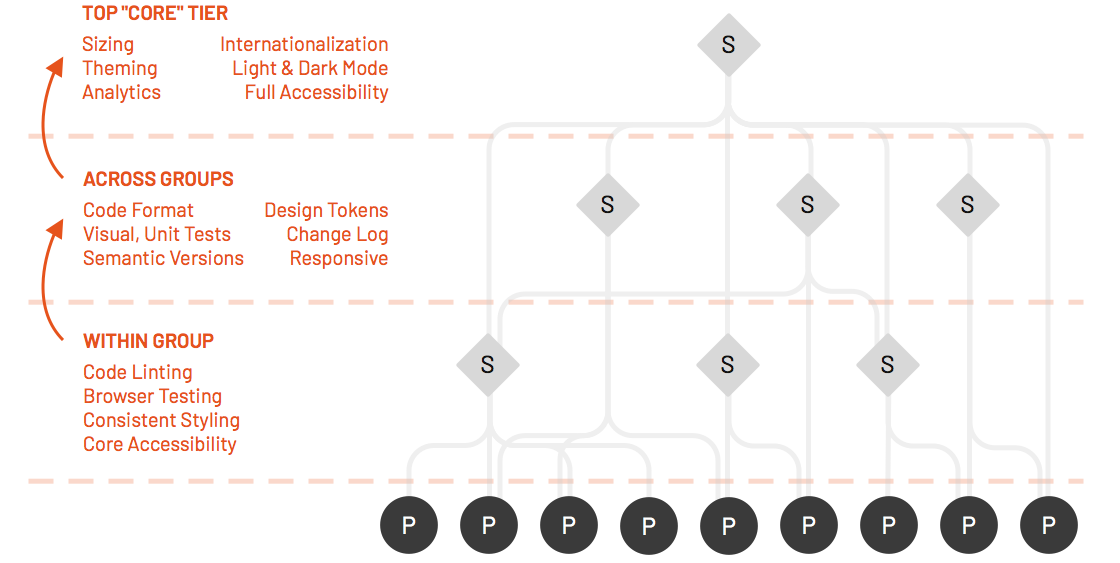 TOP "CORE" TIER
Sizing Internationalization
Theming Light & Dark Mode
Analytics Full Accessibility
S
ACROSS GROUPS
Code Format Design Tokens
Visual, Unit Tests Change Log
Semantic Versions Responsive
S S S
WITHIN GROUP
Code Linting
Browser Testing
Consistent Styling
Core Accessibility
S S S
P P P P P P P P P